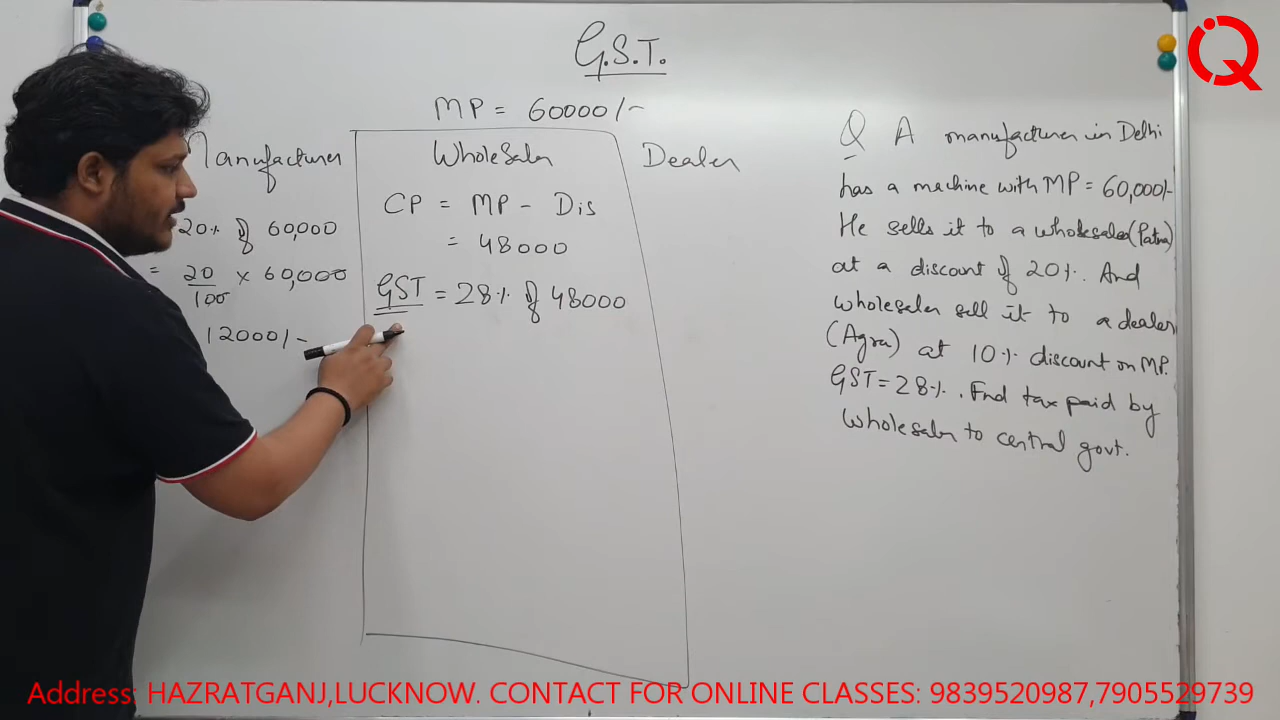 G.S.T.
MP = 60000/-
Manufacturer
20% of 60,000
= 20/100 × 60,000
12000/-
Wholesaler
CP = MP - Dis
= 48000
GST = 28% of 48000
Dealer
Q A manufacturer in Delhi
has a machine with MP = 60,000/-
He sells it to a wholesaler (Patna)
at a discount of 20%. And
wholesaler sell it to a dealer
(Agra) at 10% discount on MP.
GST = 28%. Find tax paid by
wholesaler to central govt.
Address: HAZRATGANJ,LUCKNOW. CONTACT FOR ONLINE CLASSES: 9839520987,7905529739